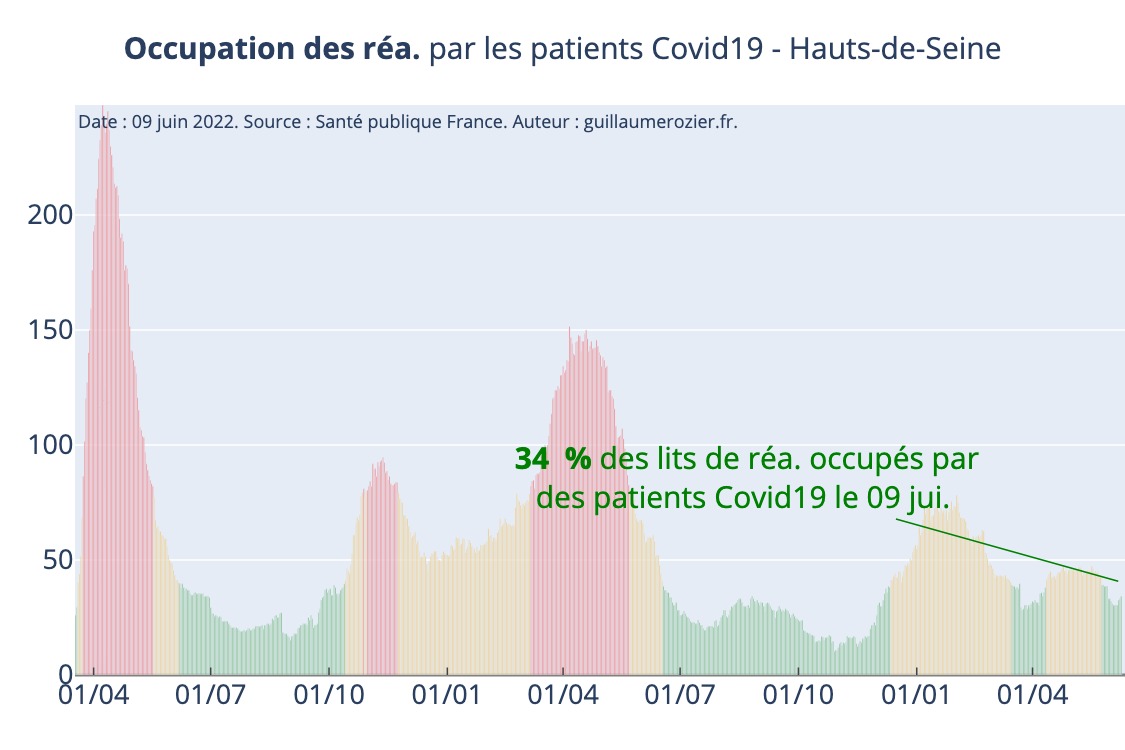 Occupation des réa. par les patients Covid19 - Hauts-de-Seine
Date : 09 juin 2022. Source : Santé publique France. Auteur : guillaumerozier.fr.
200
150
100
34  % des lits de réa. occupés par
des patients Covid19 le 09 jui.
50
0
01/04 01/07 01/10 01/01 01/04 01/07 01/10 01/01 01/04